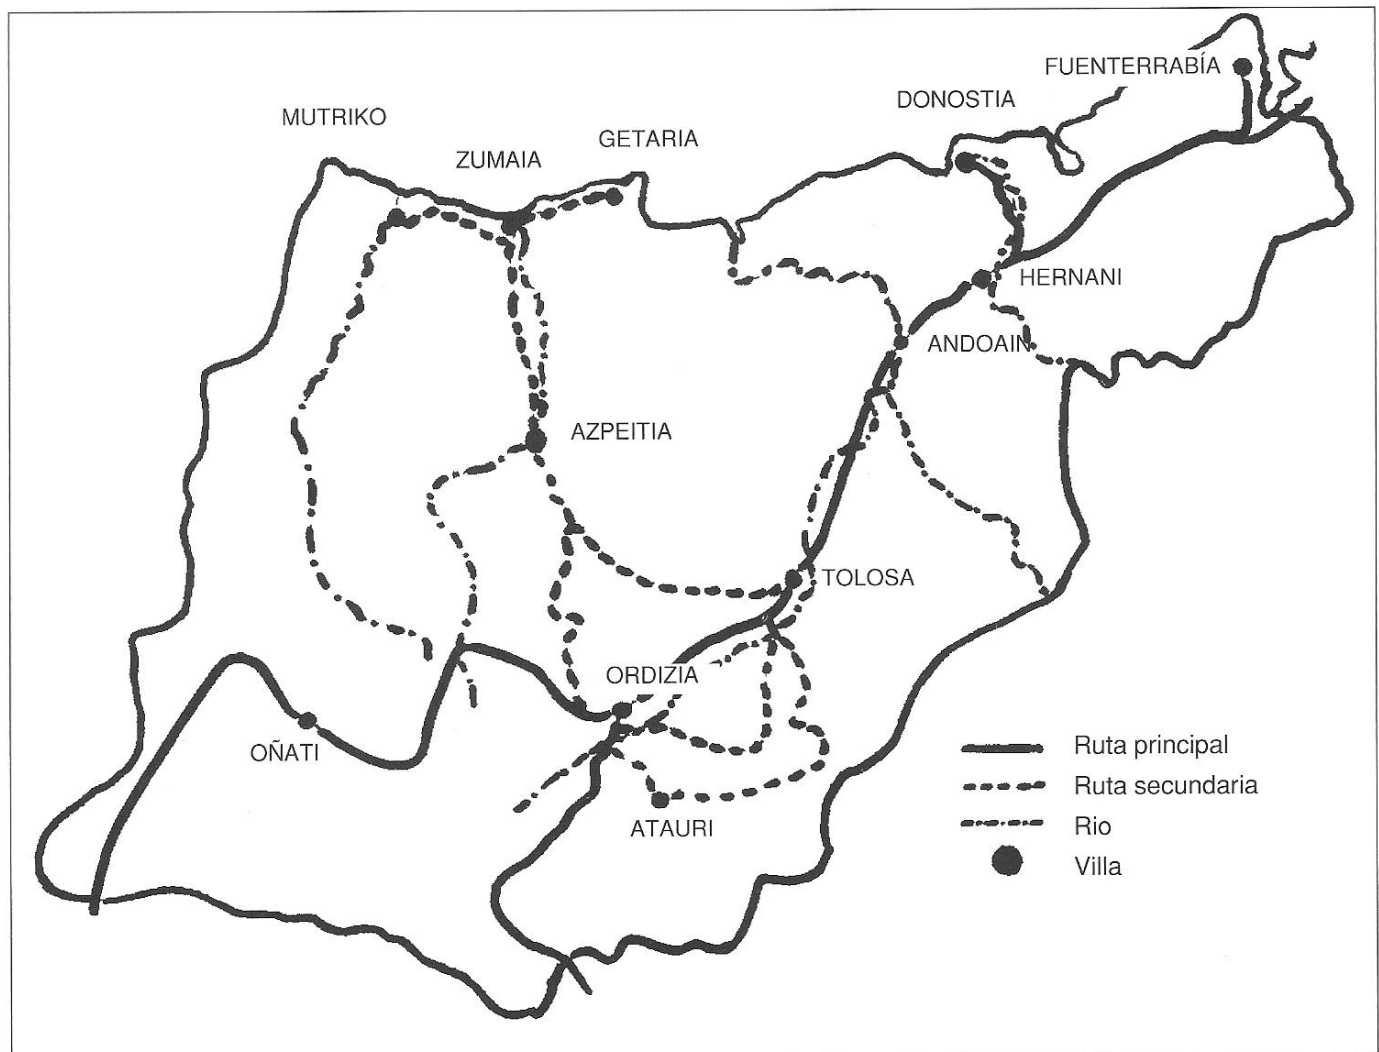 FUENTERRABÍA
DONOSTIA
MUTRIKO
GETARIA
ZUMAIA
HERNANI
ANDOAIN
AZPEITIA
TOLOSA
ORDIZIA
OÑATI
ATAURI
Ruta principal
Ruta secundaria
Rio
Villa